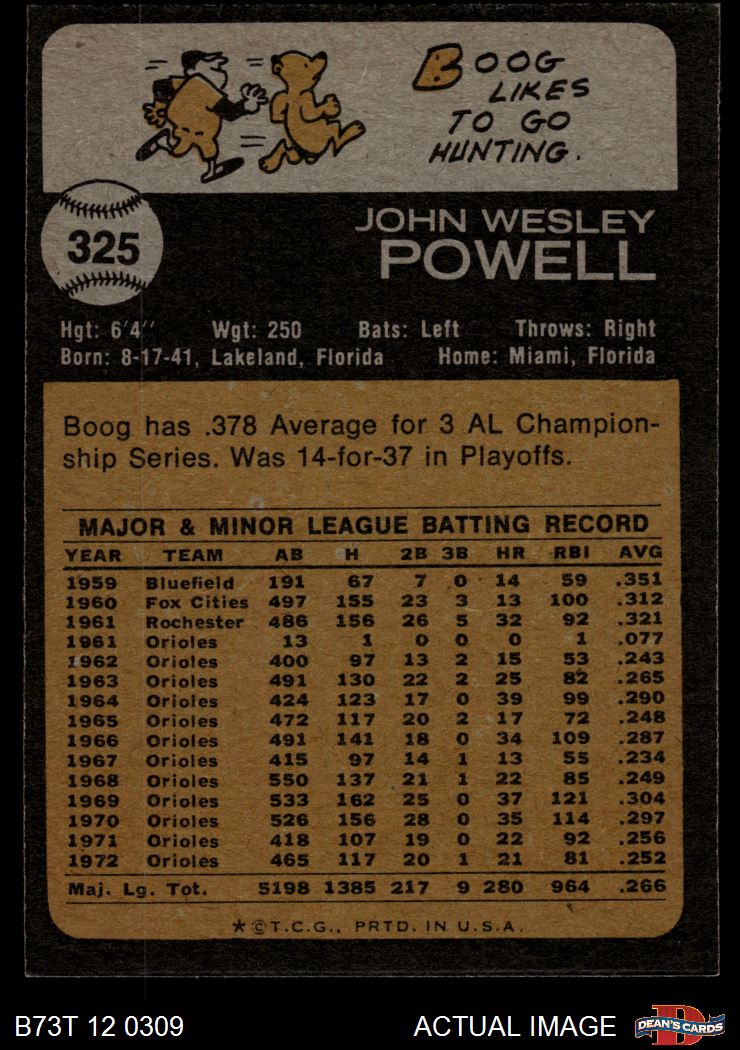 BOOG
LIKES
TO GO
HUNTING.
325
JOHN WESLEY
POWELL
Hgt: 6'4" Wgt: 250 Bats: Left Throws: Right
Born: 8-17-41, Lakeland, Florida Home: Miami, Florida
Boog has .378 Average for 3 AL Champion-
ship Series. Was 14-for-37 in Playoffs.
MAJOR & MINOR LEAGUE BATTING RECORD
YEAR TEAM AB H 2B 3B HR RBI AVG
1959 Bluefield 191 67 7 0 14 59 .351
1960 Fox Cities 497 155 23 3 13 100 .312
1961 Rochester 486 156 26 5 32 92 .321
1961 Orioles 13 1 0 0 0 1 .077
1962 Orioles 400 97 13 2 15 53 .243
1963 Orioles 491 130 22 2 25 82 .265
1964 Orioles 424 123 17 0 39 99 .290
1965 Orioles 472 117 20 2 17 72 .248
1966 Orioles 491 141 18 0 34 109 .287
1967 Orioles 415 97 14 1 13 55 .234
1968 Orioles 550 137 21 1 22 85 .249
1969 Orioles 533 162 25 0 37 121 .304
1970 Orioles 526 156 28 0 35 114 .297
1971 Orioles 418 107 19 0 22 92 .256
1972 Orioles 465 117 20 1 21 81 .252
Maj. Lg. Tot. 5198 1385 217 9 280 964 .266
★©T.C.G., PRTD. IN U.S.A.
B73T 12 0309 ACTUAL IMAGE D DEAN'S CARDS